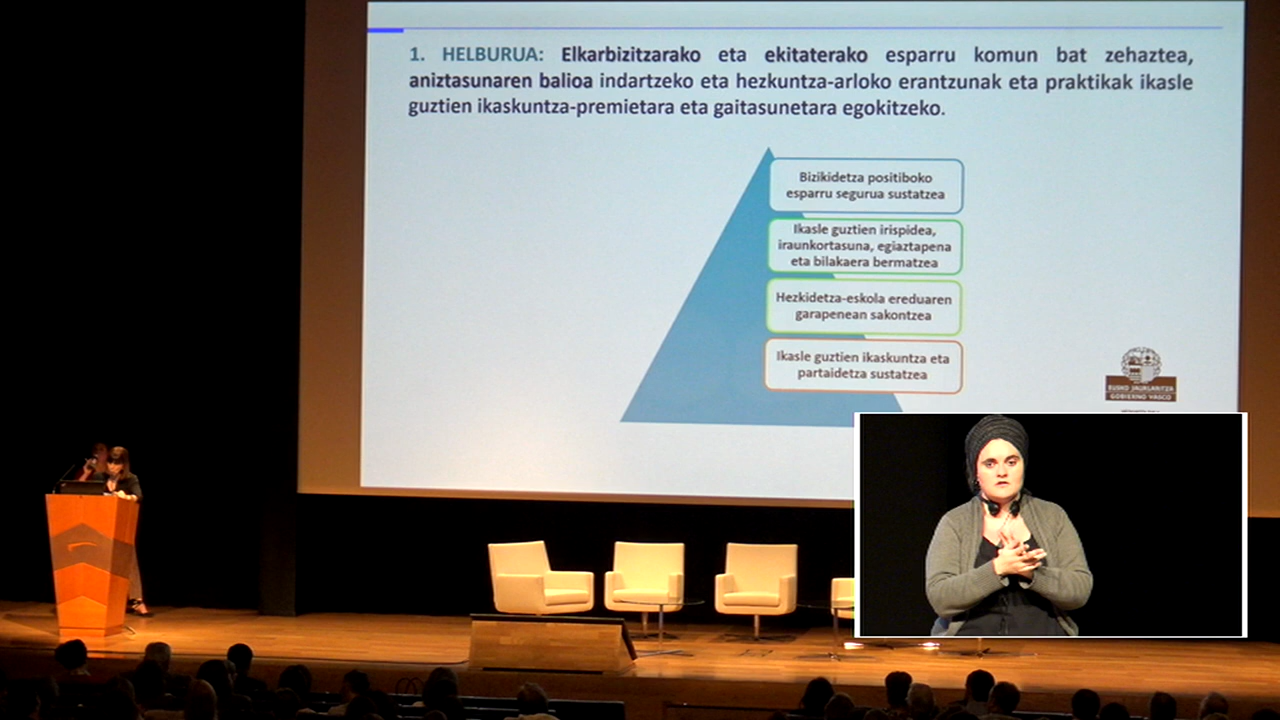 1. HELBURUA: Elkarbizitzarako eta ekitaterako esparru komun bat zehaztea,
aniztasunaren balioa indartzeko eta hezkuntza-arloko erantzunak eta praktikak ikasle
guztien ikaskuntza-premietara eta gaitasunetara egokitzeko.
Bizikidetza positiboko
esparru segurua sustatzea
Ikasle guztien irispidea,
iraunkortasuna, egiaztapena
eta bilakaera bermatzea
Hezkidetza-eskola ereduaren
garapenean sakontzea
Ikasle guztien ikaskuntza eta
partaidetza sustatzea
EUSKO JAURLARITZA
GOBIERNO VASCO